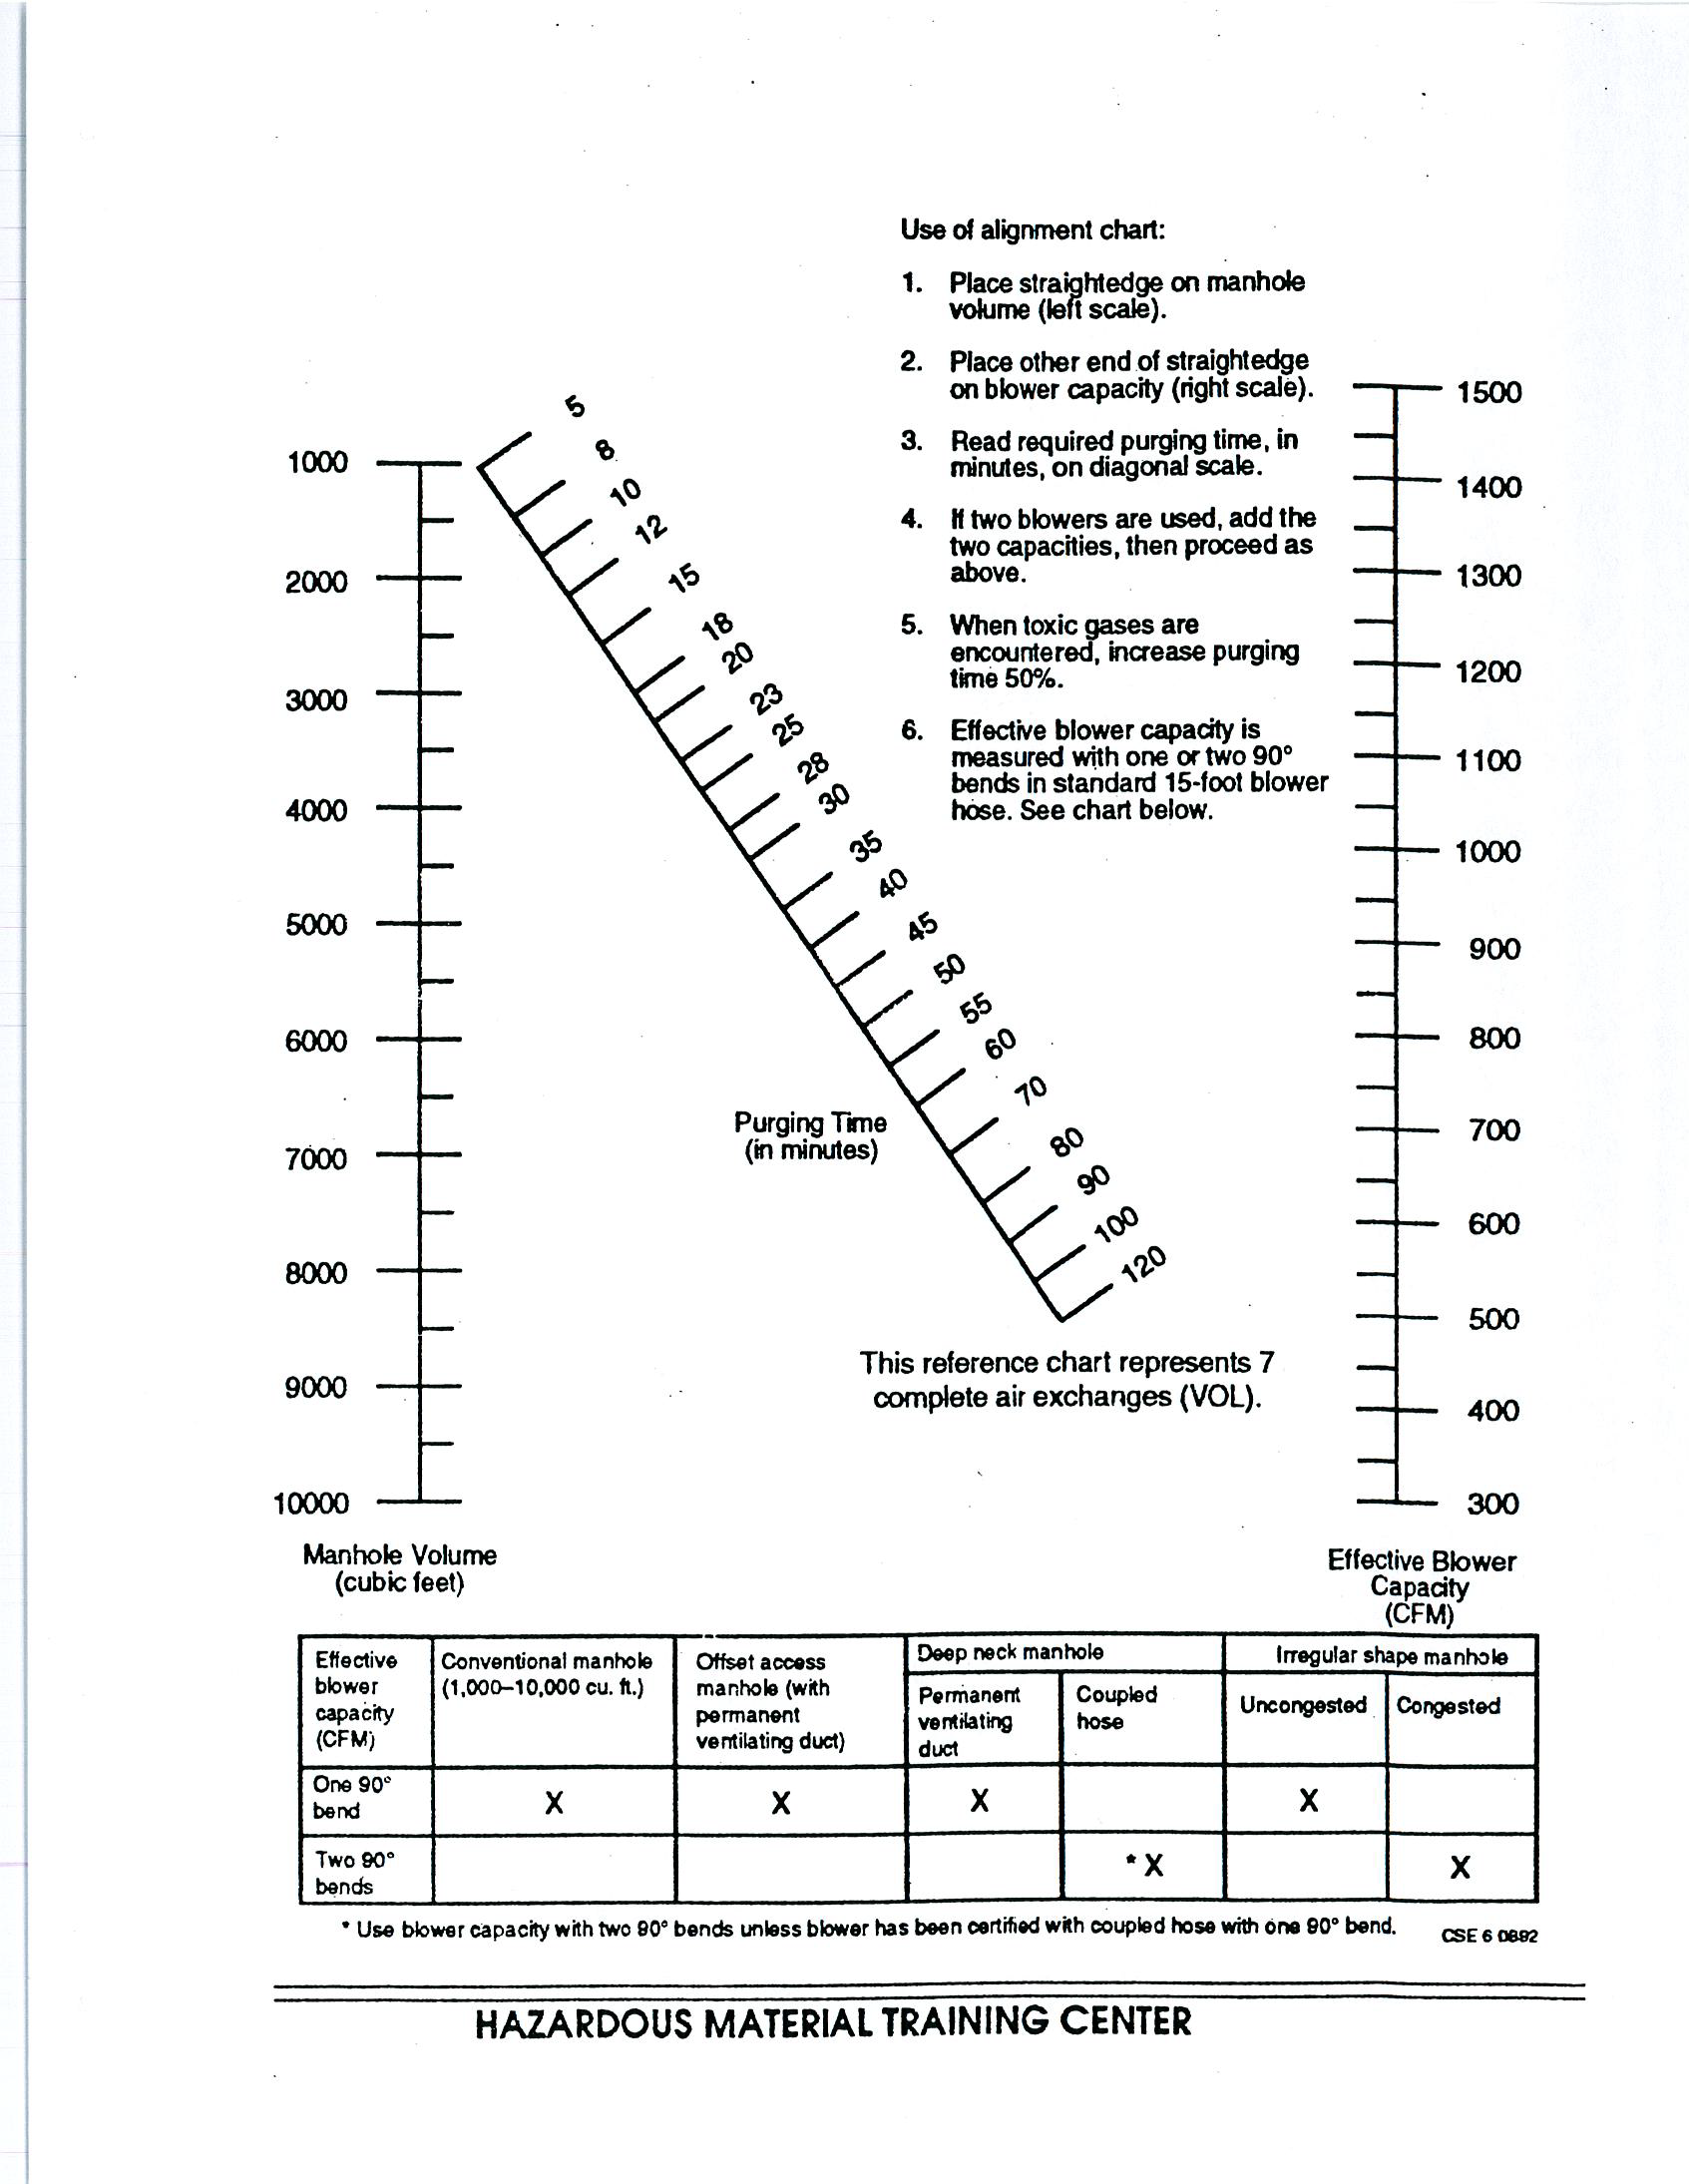 Use of alignment chart:
1. Place straightedge on manhole
volume (left scale).
2. Place other end of straightedge
on blower capacity (right scale).
3. Read required purging time, in
minutes, on diagonal scale.
4. If two blowers are used, add the
two capacities, then proceed as
above.
5. When toxic gases are
encountered, increase purging
time 50%.
6. Effective blower capacity is
measured with one or two 90°
bends in standard 15-foot blower
hose. See chart below.
1000
2000
3000
4000
5000
6000
7000
8000
9000
10000
Manhole Volume
(cubic feet)
5
8
10
12
15
18
20
23
25
28
30
35
40
45
50
55
60
70
80
90
100
120
Purging Time
(in minutes)
This reference chart represents 7
complete air exchanges (VOL).
1500
1400
1300
1200
1100
1000
900
800
700
600
500
400
300
Effective Blower
Capacity
(CFM)
Effective
blower
capacity
(CFM)
Conventional manhole
(1,000–10,000 cu. ft.)
Offset access
manhole (with
permanent
ventilating duct)
Deep neck manhole
Permanent
ventilating
duct
Coupled
hose
Irregular shape manhole
Uncongested
Congested
One 90°
bend
X X X X
Two 90°
bends
* X X
* Use blower capacity with two 90° bends unless blower has been certified with coupled hose with one 90° bend.
CSE 6 0892
HAZARDOUS MATERIAL TRAINING CENTER